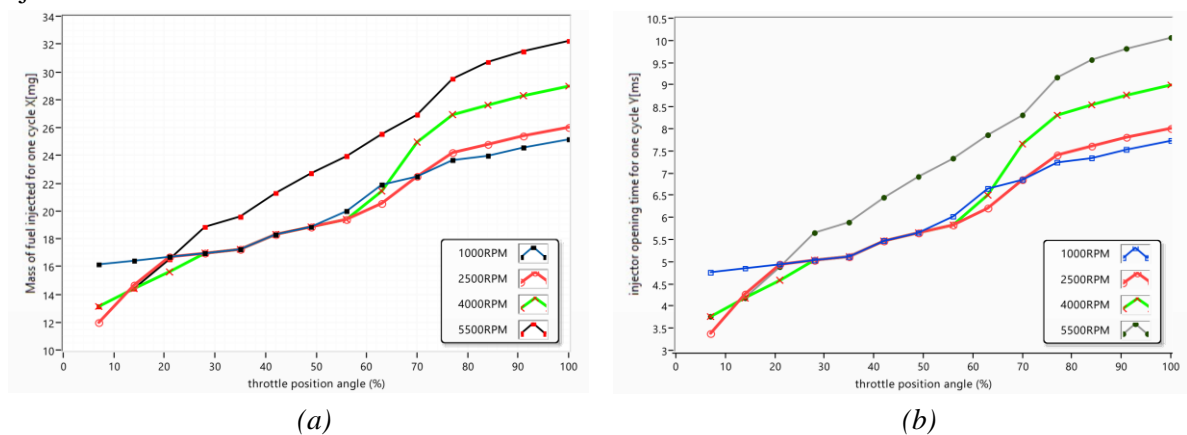 34
32
30
28
26
24
22
20
18
16
14
12
10
Mass of fuel injected for one cycle X[mg]
0 10 20 30 40 50 60 70 80 90 100
throttle position angle (%)
1000RPM
2500RPM
4000RPM
5500RPM
(a)
10.5
10
9.5
9
8.5
8
7.5
7
6.5
6
5.5
5
4.5
4
3.5
3
injector opening time for one cycle Y[ms]
0 10 20 30 40 50 60 70 80 90 100
throttle position angle (%)
1000RPM
2500RPM
4000RPM
5500RPM
(b)